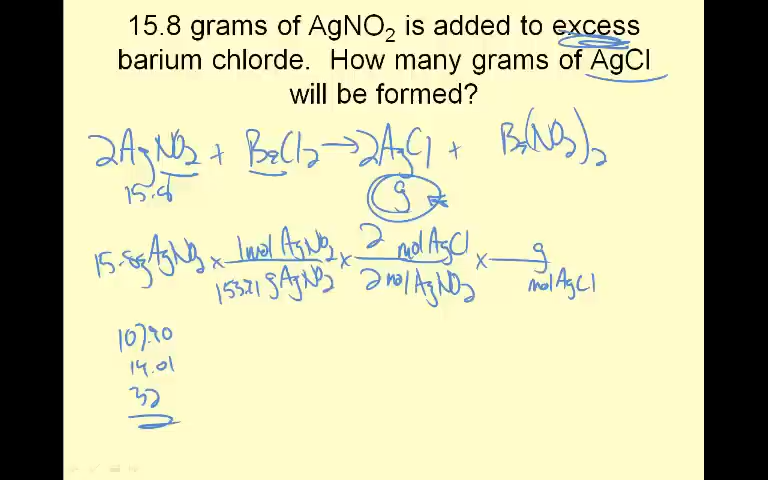 15.8 grams of AgNO2 is added to excess
barium chlorde. How many grams of AgCl
will be formed?
2AgNO2 + BaCl2 → 2AgCl + Ba(NO2)2
15.8 g
15.8g AgNO2 × 1mol AgNO2 / 153.91 g AgNO2 × 2 mol AgCl / 2 mol AgNO2 × g / mol AgCl
107.90
14.01
32